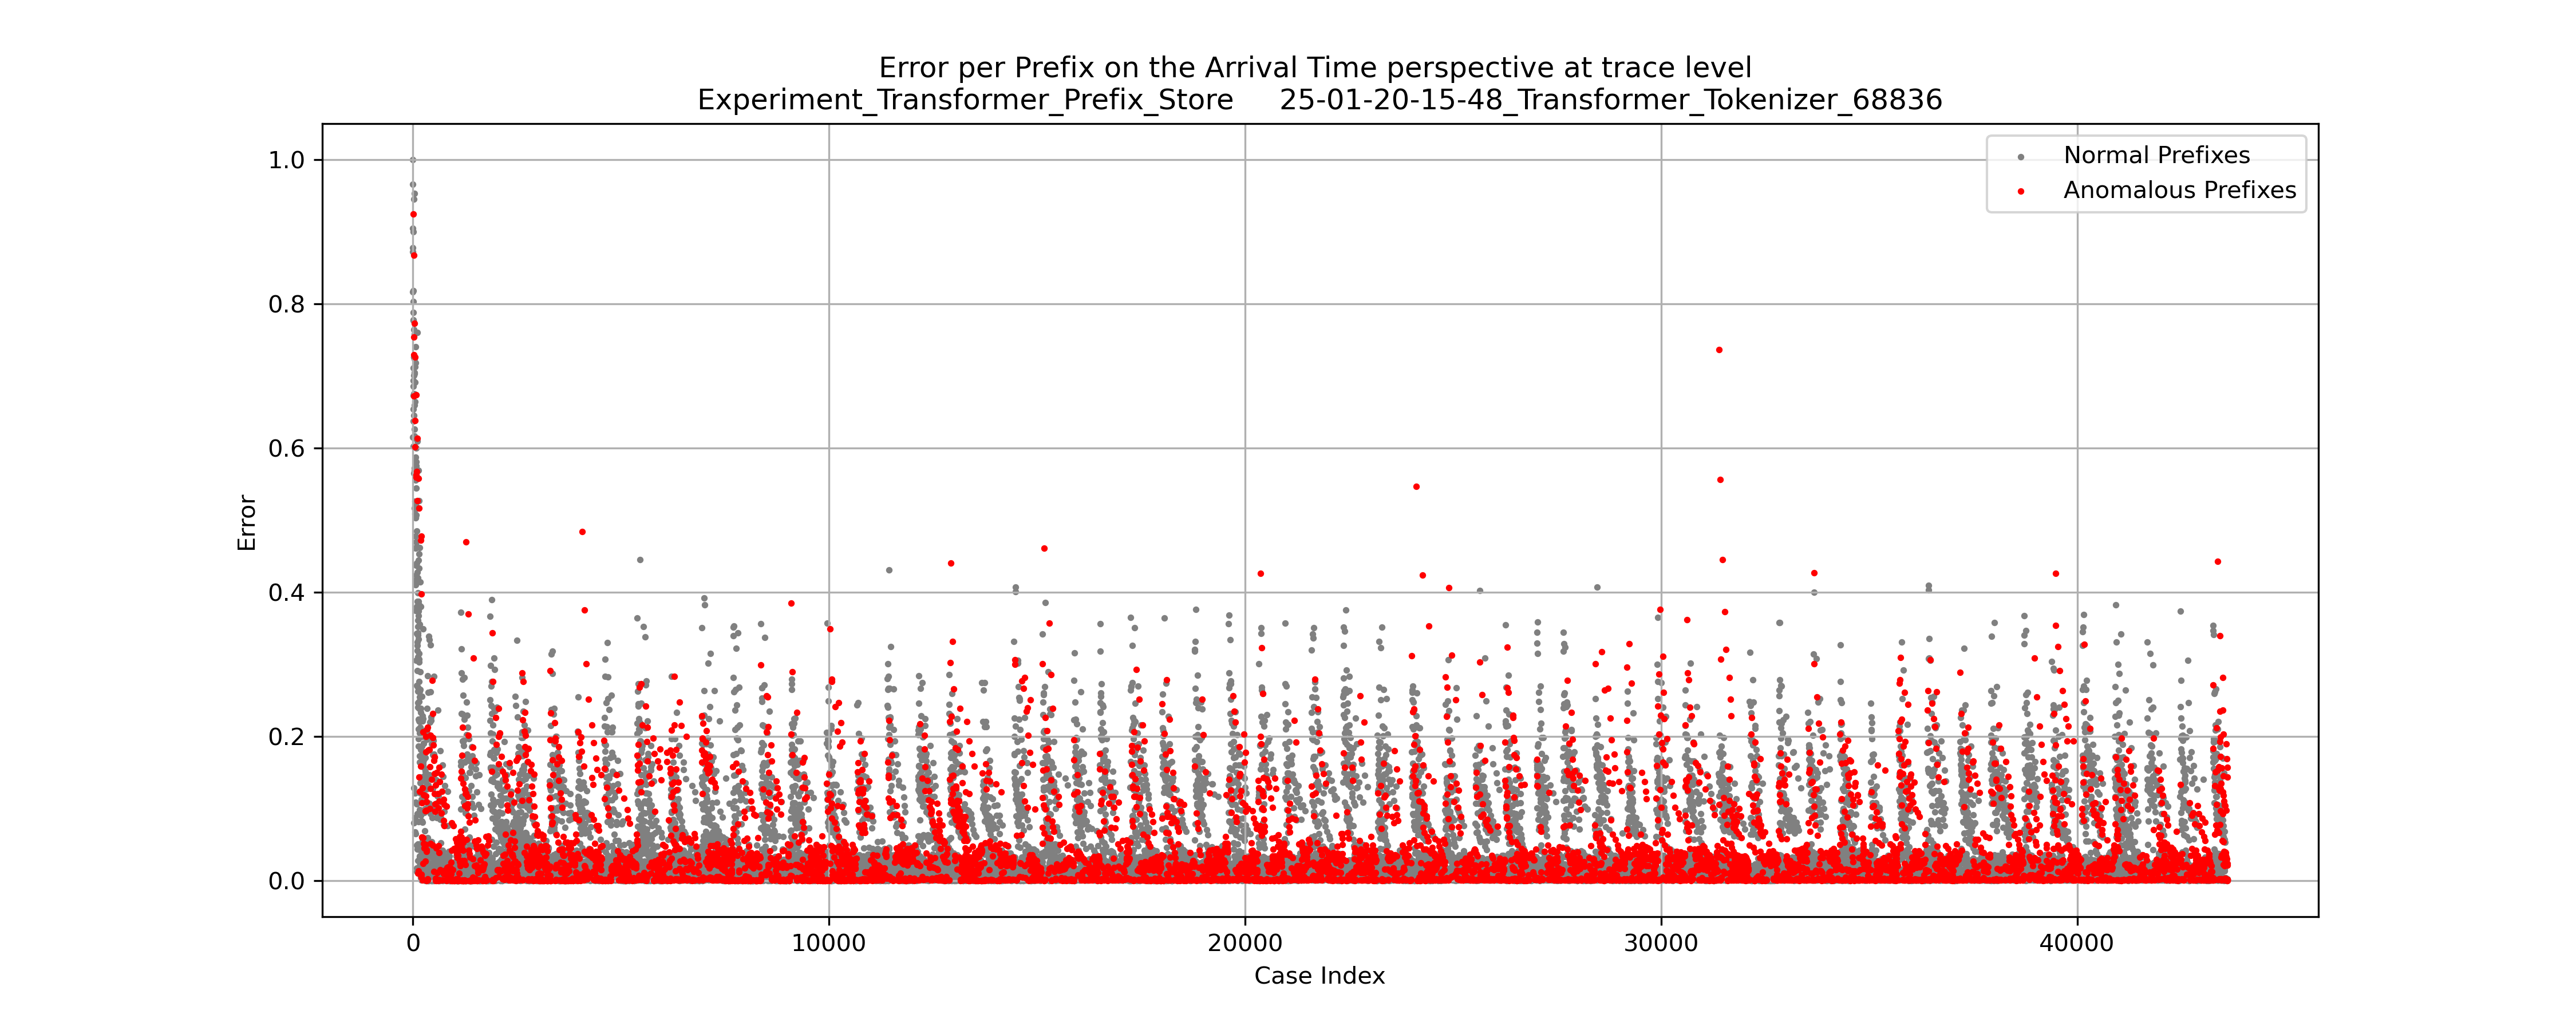 Error per Prefix on the Arrival Time perspective at trace level
Experiment_Transformer_Prefix_Store 25-01-20-15-48_Transformer_Tokenizer_68836
Normal Prefixes
Anomalous Prefixes
1.0
0.8
0.6
0.4
0.2
0.0
Error
0 10000 20000 30000 40000
Case Index